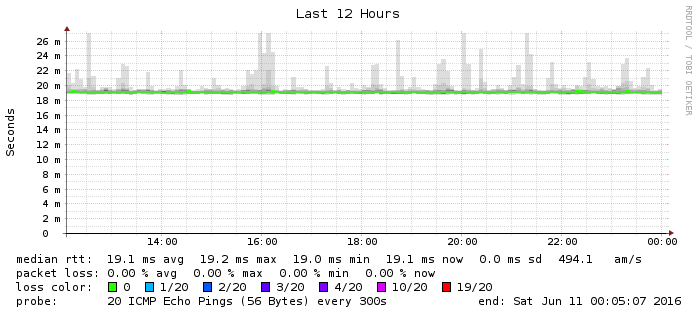 Last 12 Hours
RRDTOOL / TOBI OETIKER
Seconds
26 m
24 m
22 m
20 m
18 m
16 m
14 m
12 m
10 m
8 m
6 m
4 m
2 m
0
14:00 16:00 18:00 20:00 22:00 00:00
median rtt: 19.1 ms avg 19.2 ms max 19.0 ms min 19.1 ms now 0.0 ms sd 494.1 am/s
packet loss: 0.00 % avg 0.00 % max 0.00 % min 0.00 % now
loss color: 0 1/20 2/20 3/20 4/20 10/20 19/20
probe: 20 ICMP Echo Pings (56 Bytes) every 300s end: Sat Jun 11 00:05:07 2016